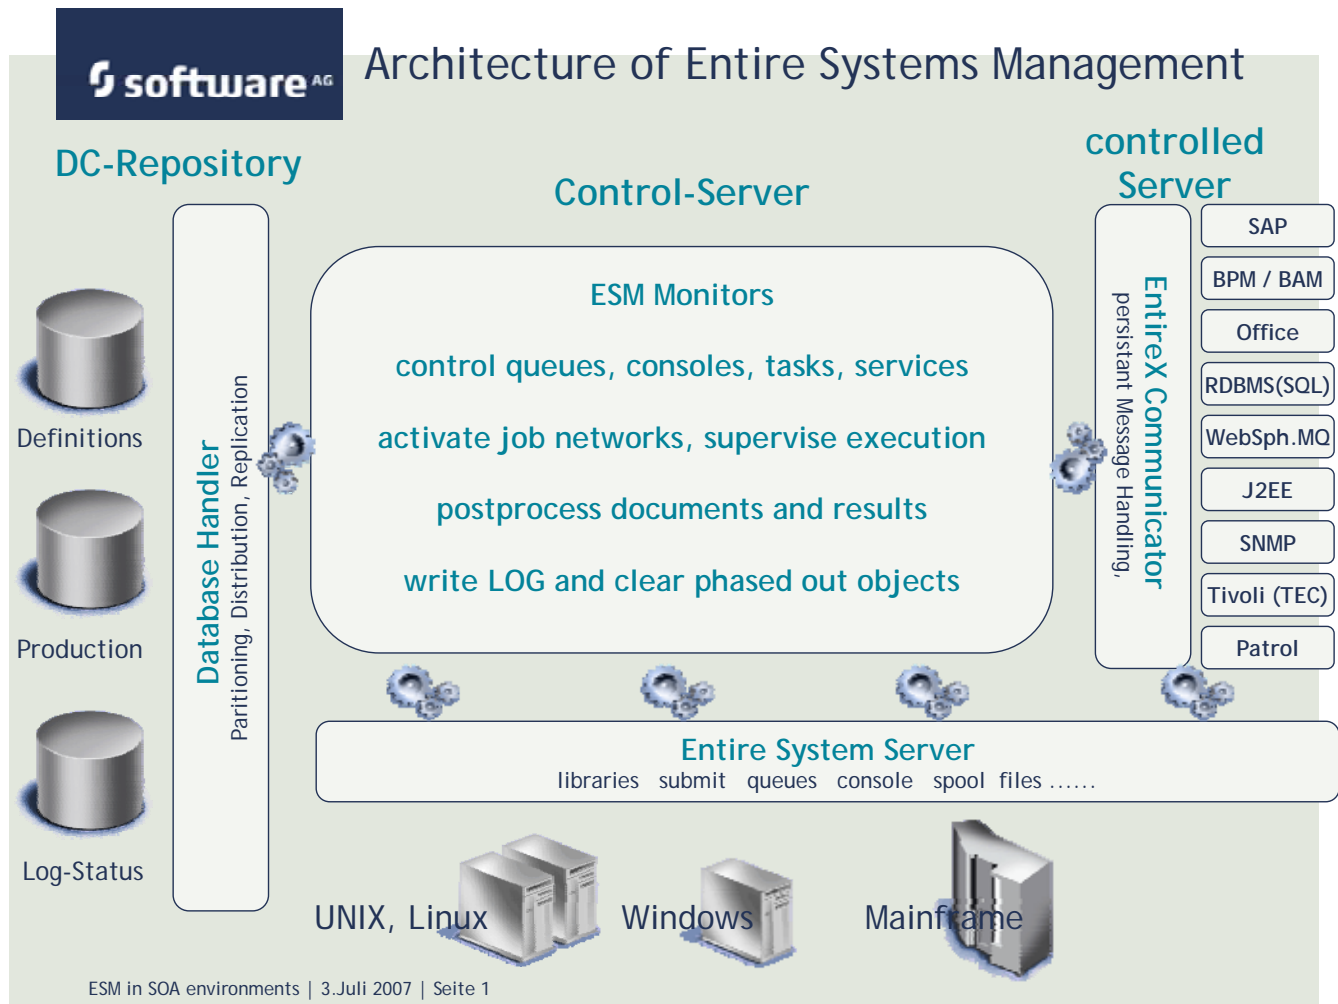 software AG
Architecture of Entire Systems Management
DC-Repository
Control-Server
controlled
Server
Definitions
Production
Log-Status
Database Handler
Paritioning, Distribution, Replication
ESM Monitors
control queues, consoles, tasks, services
activate job networks, supervise execution
postprocess documents and results
write LOG and clear phased out objects
EntireX Communicator
persistant Message Handling,
SAP
BPM / BAM
Office
RDBMS(SQL)
WebSph.MQ
J2EE
SNMP
Tivoli (TEC)
Patrol
Entire System Server
libraries submit queues console spool files ......
UNIX, Linux
Windows
Mainframe
ESM in SOA environments | 3.Juli 2007 | Seite 1